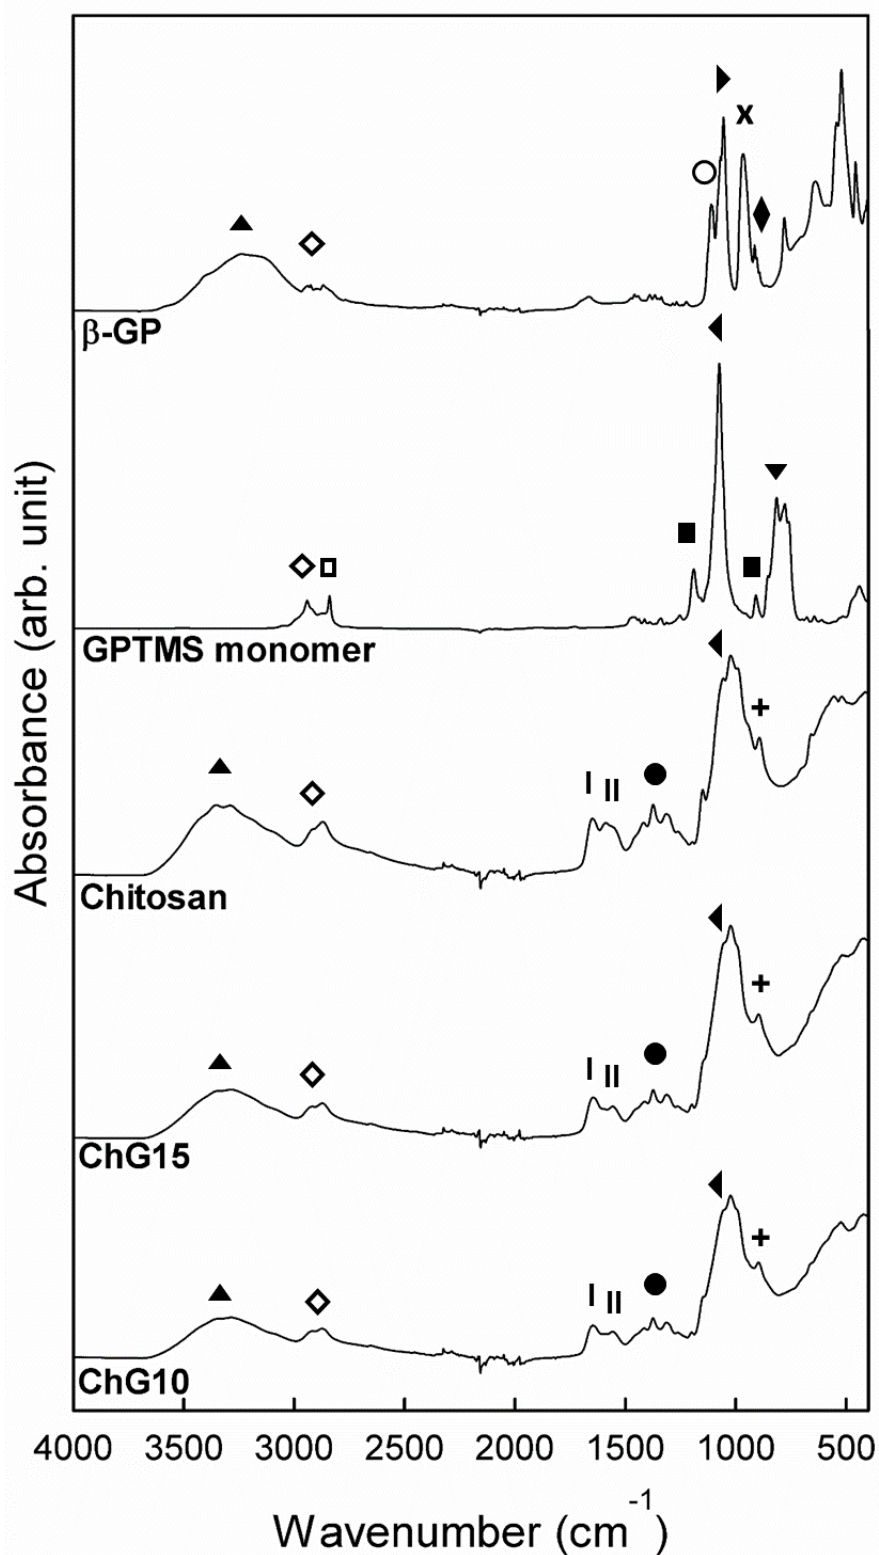 x
β-GP
GPTMS monomer
+
I II
Chitosan
+
I II
ChG15
+
I II
ChG10
4000 3500 3000 2500 2000 1500 1000 500
Wavenumber (cm-1)
Absorbance (arb. unit)